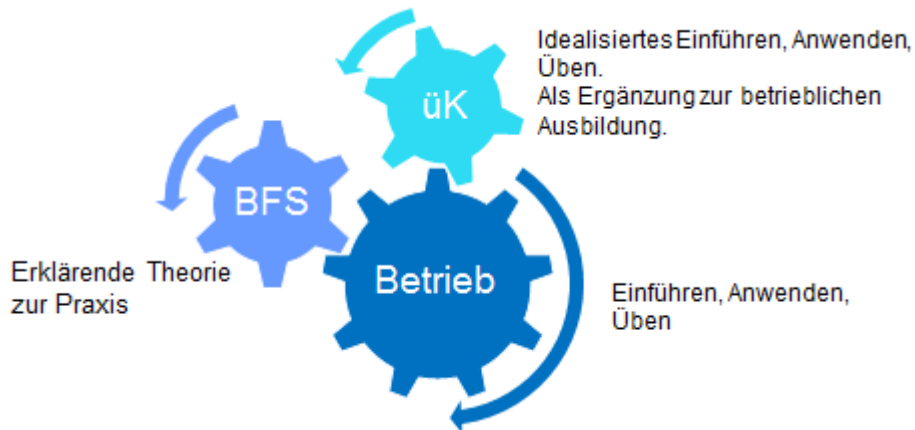 Idealisiertes Einführen, Anwenden,
Üben.
Als Ergänzung zur betrieblichen
Ausbildung.
üK
BFS
Erklärende Theorie
zur Praxis
Betrieb
Einführen, Anwenden,
Üben